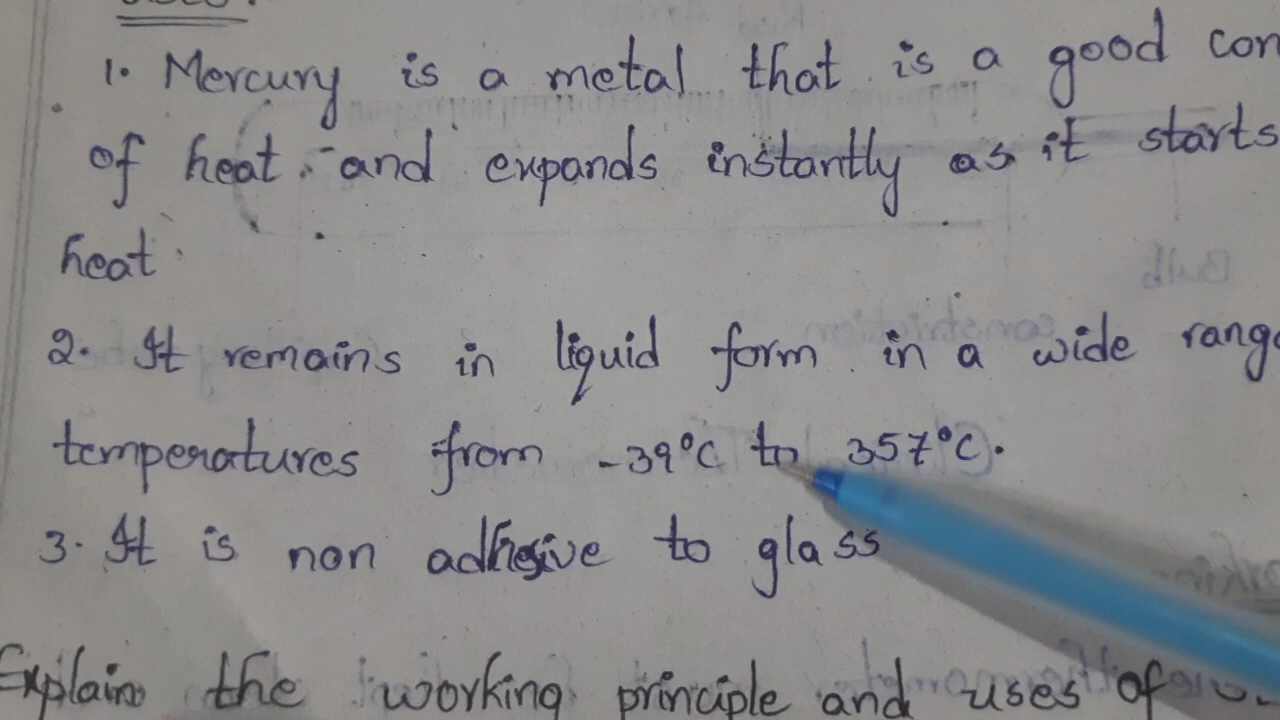 1. Mercury is a metal that is a good con
of heat and expands instantly as it starts
heat
2. It remains in liquid form in a wide rang
temperatures from -39°C to 357°C.
3. It is non adhesive to glass
Explain the working principle and uses of